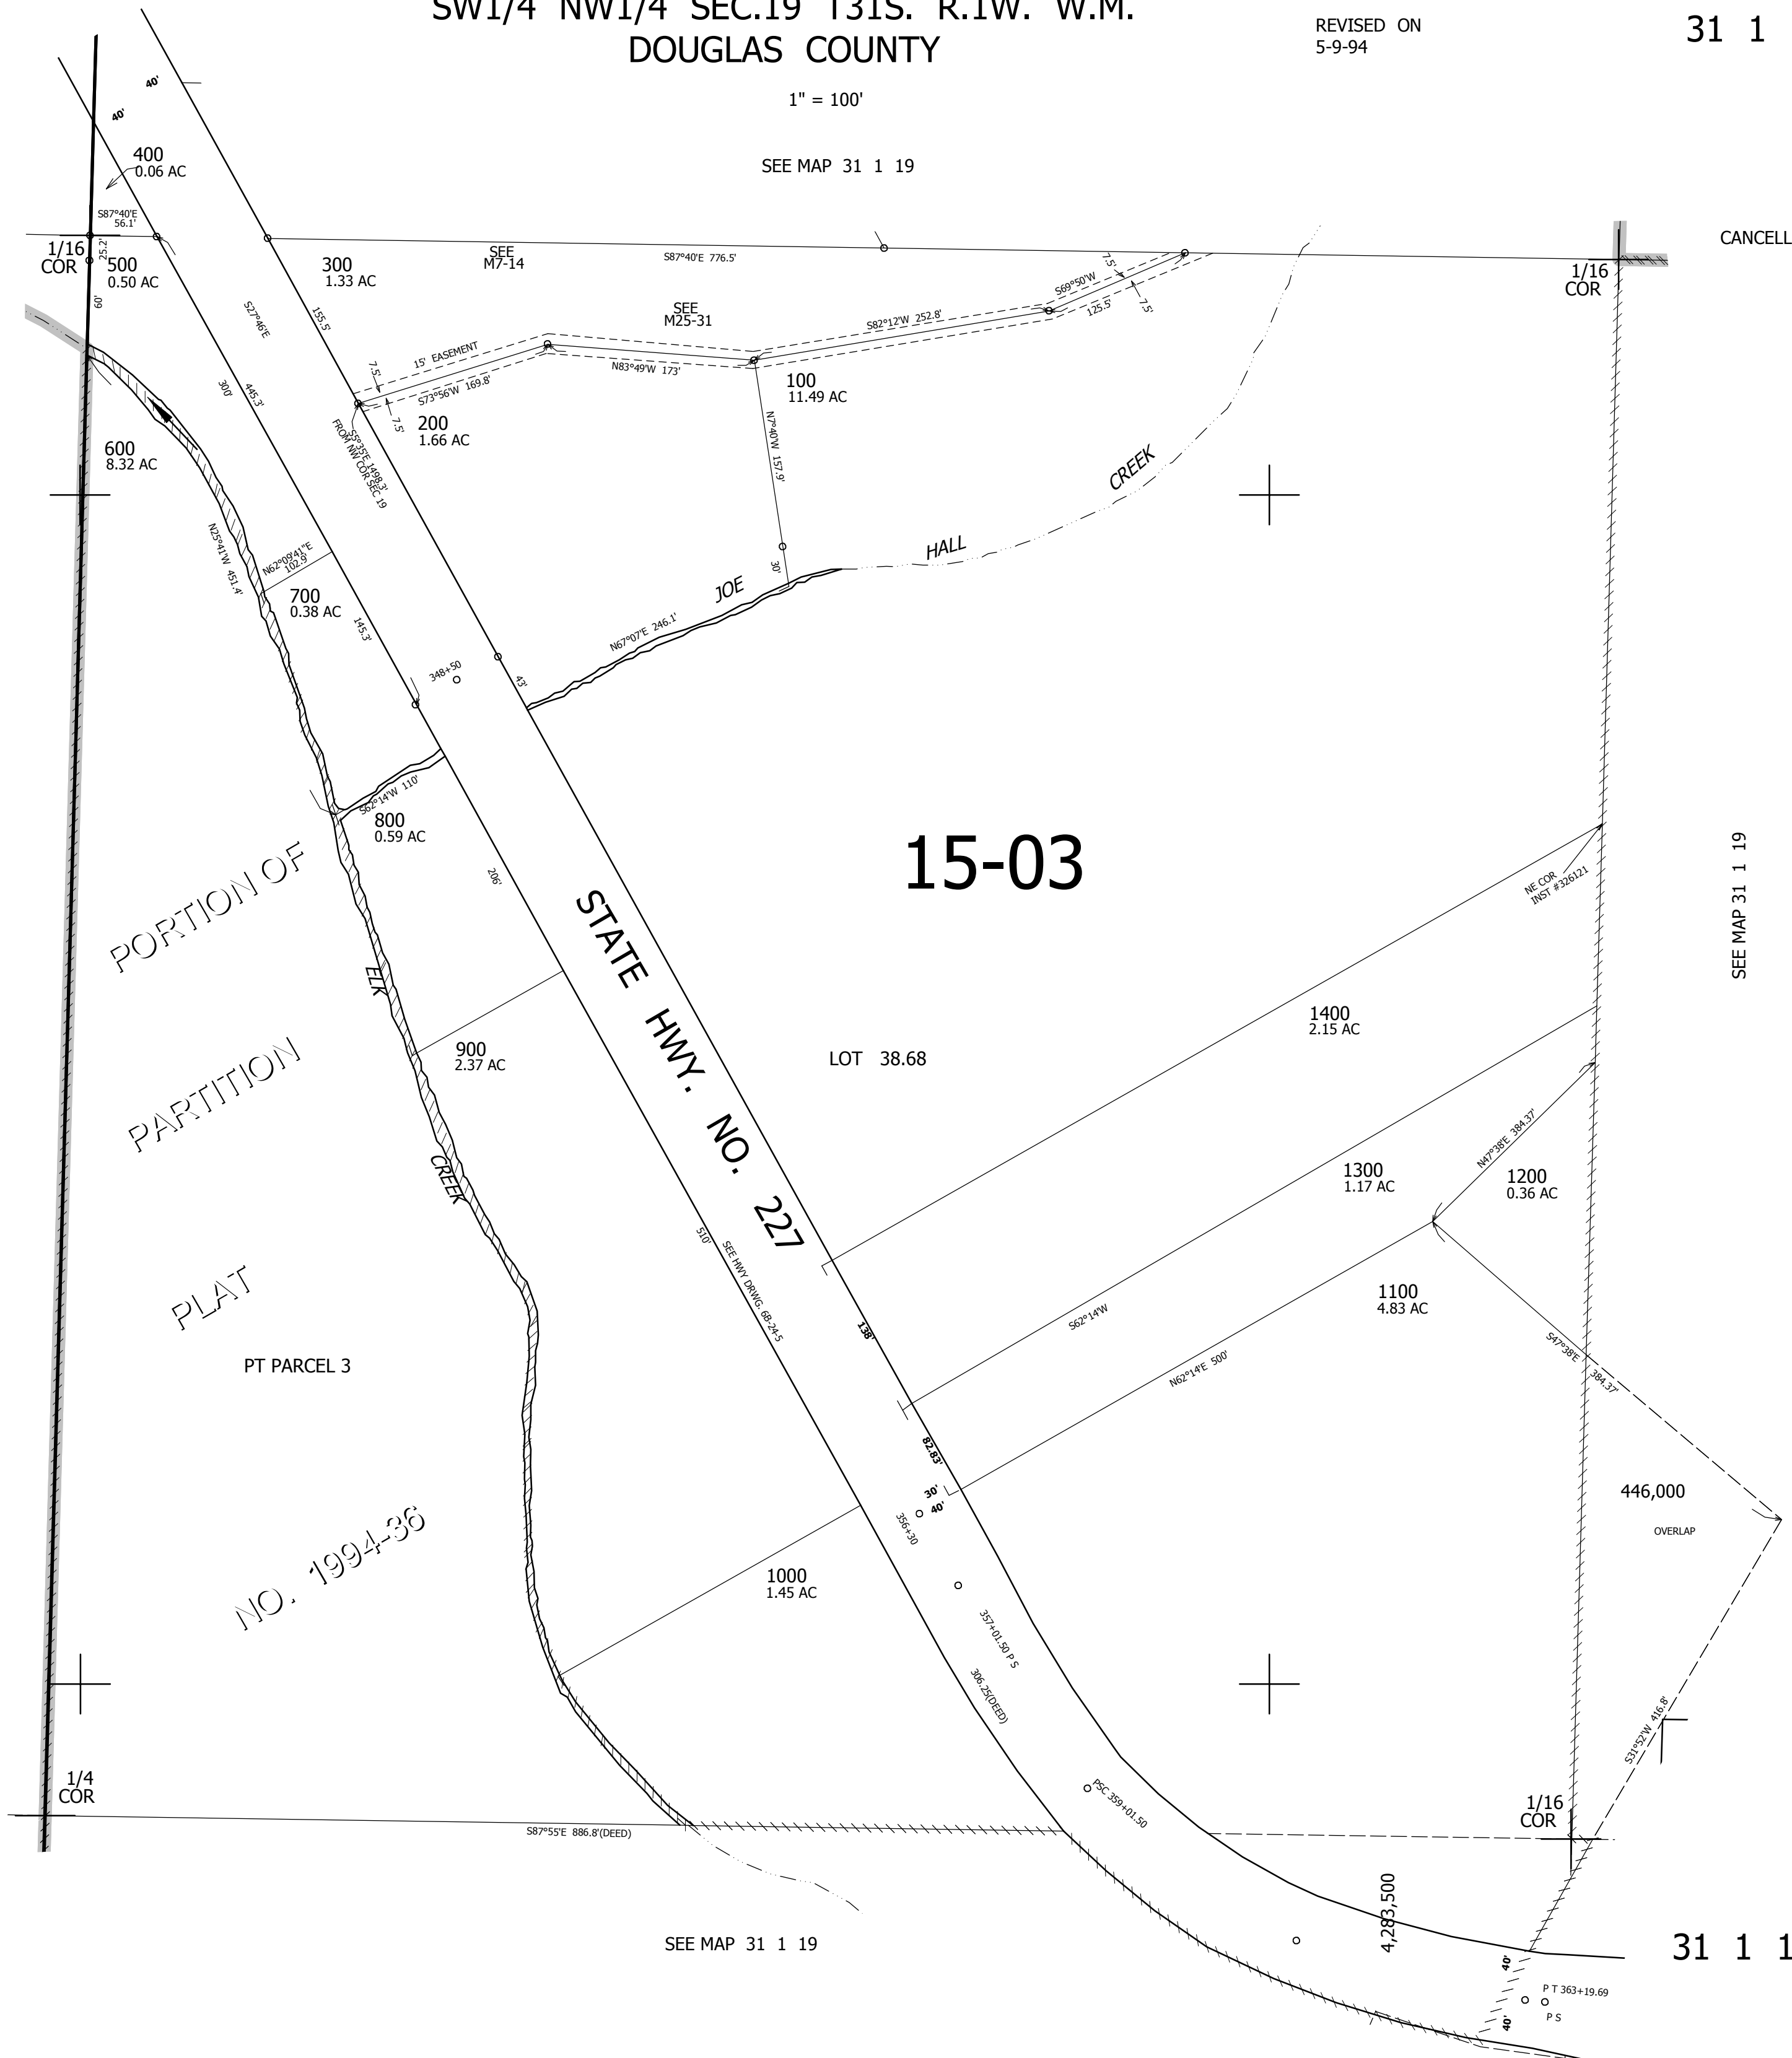 SW1/4 NW1/4 SEC.19 T31S. R.1W. W.M.
DOUGLAS COUNTY
1" = 100'
SEE MAP 31 1 19
REVISED ON
5-9-94
31 1
CANCELL
40'
40'
400
0.06 AC
S87°40'E
56.1'
1/16
COR
25.2'
500
0.50 AC
60'
S27°46'E
300
1.33 AC
155.5'
SEE
M7-14
S87°40'E 776.5'
SEE
M25-31
1/16
COR
7.5'
S69°50'W
125.5'
7.5'
S82°12'W 252.8'
15' EASEMENT
N83°49'W 173'
7.5'
S73°56'W 169.8'
7.5'
100
11.49 AC
200
1.66 AC
300'
445.3'
S5°35'E 1498.3'
FROM NW COR SEC 19
N7°40'W 157.9'
30'
600
8.32 AC
N25°41'W 451.4'
N62°09'41"E
102.9'
700
0.38 AC
145.3'
348+50
43'
N67°07'E 246.1'
JOE
HALL
CREEK
S62°14'W 110'
800
0.59 AC
206'
15-03
NE COR
INST #326121
SEE MAP 31 1 19
PORTION OF
PARTITION
PLAT
NO. 1994-36
ELK
CREEK
STATE HWY. NO. 227
900
2.37 AC
LOT 38.68
1400
2.15 AC
1300
1.17 AC
N47°38'E 384.37'
1200
0.36 AC
1100
4.83 AC
510'
SEE HWY DRWG. 6B-24-5
138'
S62°14'W
N62°14'E 500'
S47°38'E
384.37'
PT PARCEL 3
82.83'
30'
40'
356+30
446,000
OVERLAP
1000
1.45 AC
357+01.50 P S
306.25(DEED)
S31°52'W 416.8'
1/4
COR
PSC 359+01.50
1/16
COR
S87°55'E 886.8'(DEED)
SEE MAP 31 1 19
4,283,500
31 1 1
40'
40'
P T 363+19.69
P S